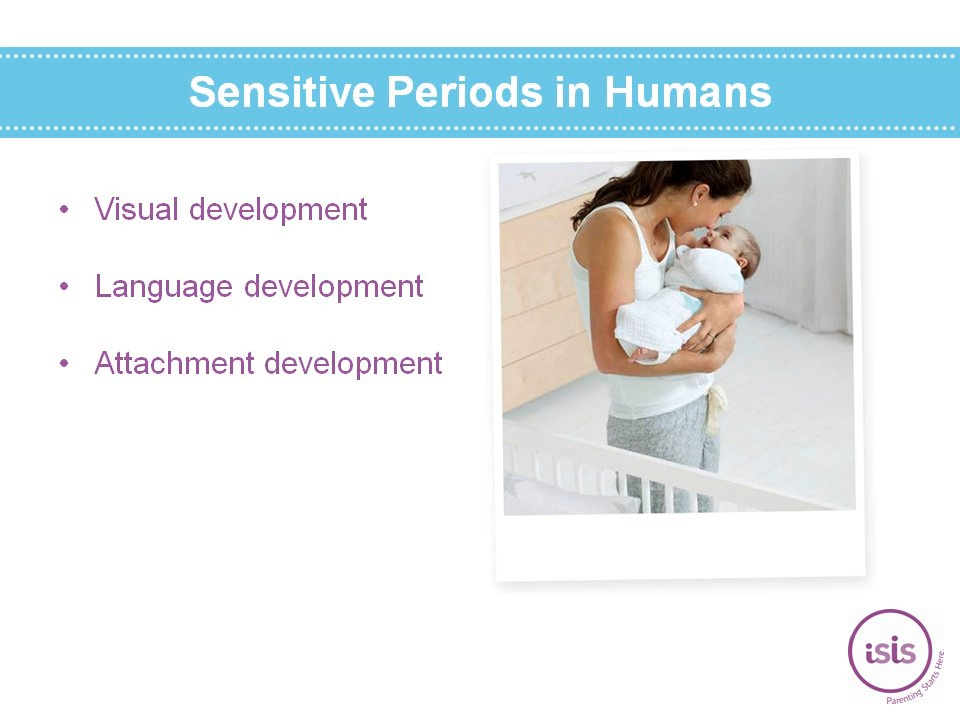 Sensitive Periods in Humans
• Visual development
• Language development
• Attachment development
isis
Parenting Starts Here.